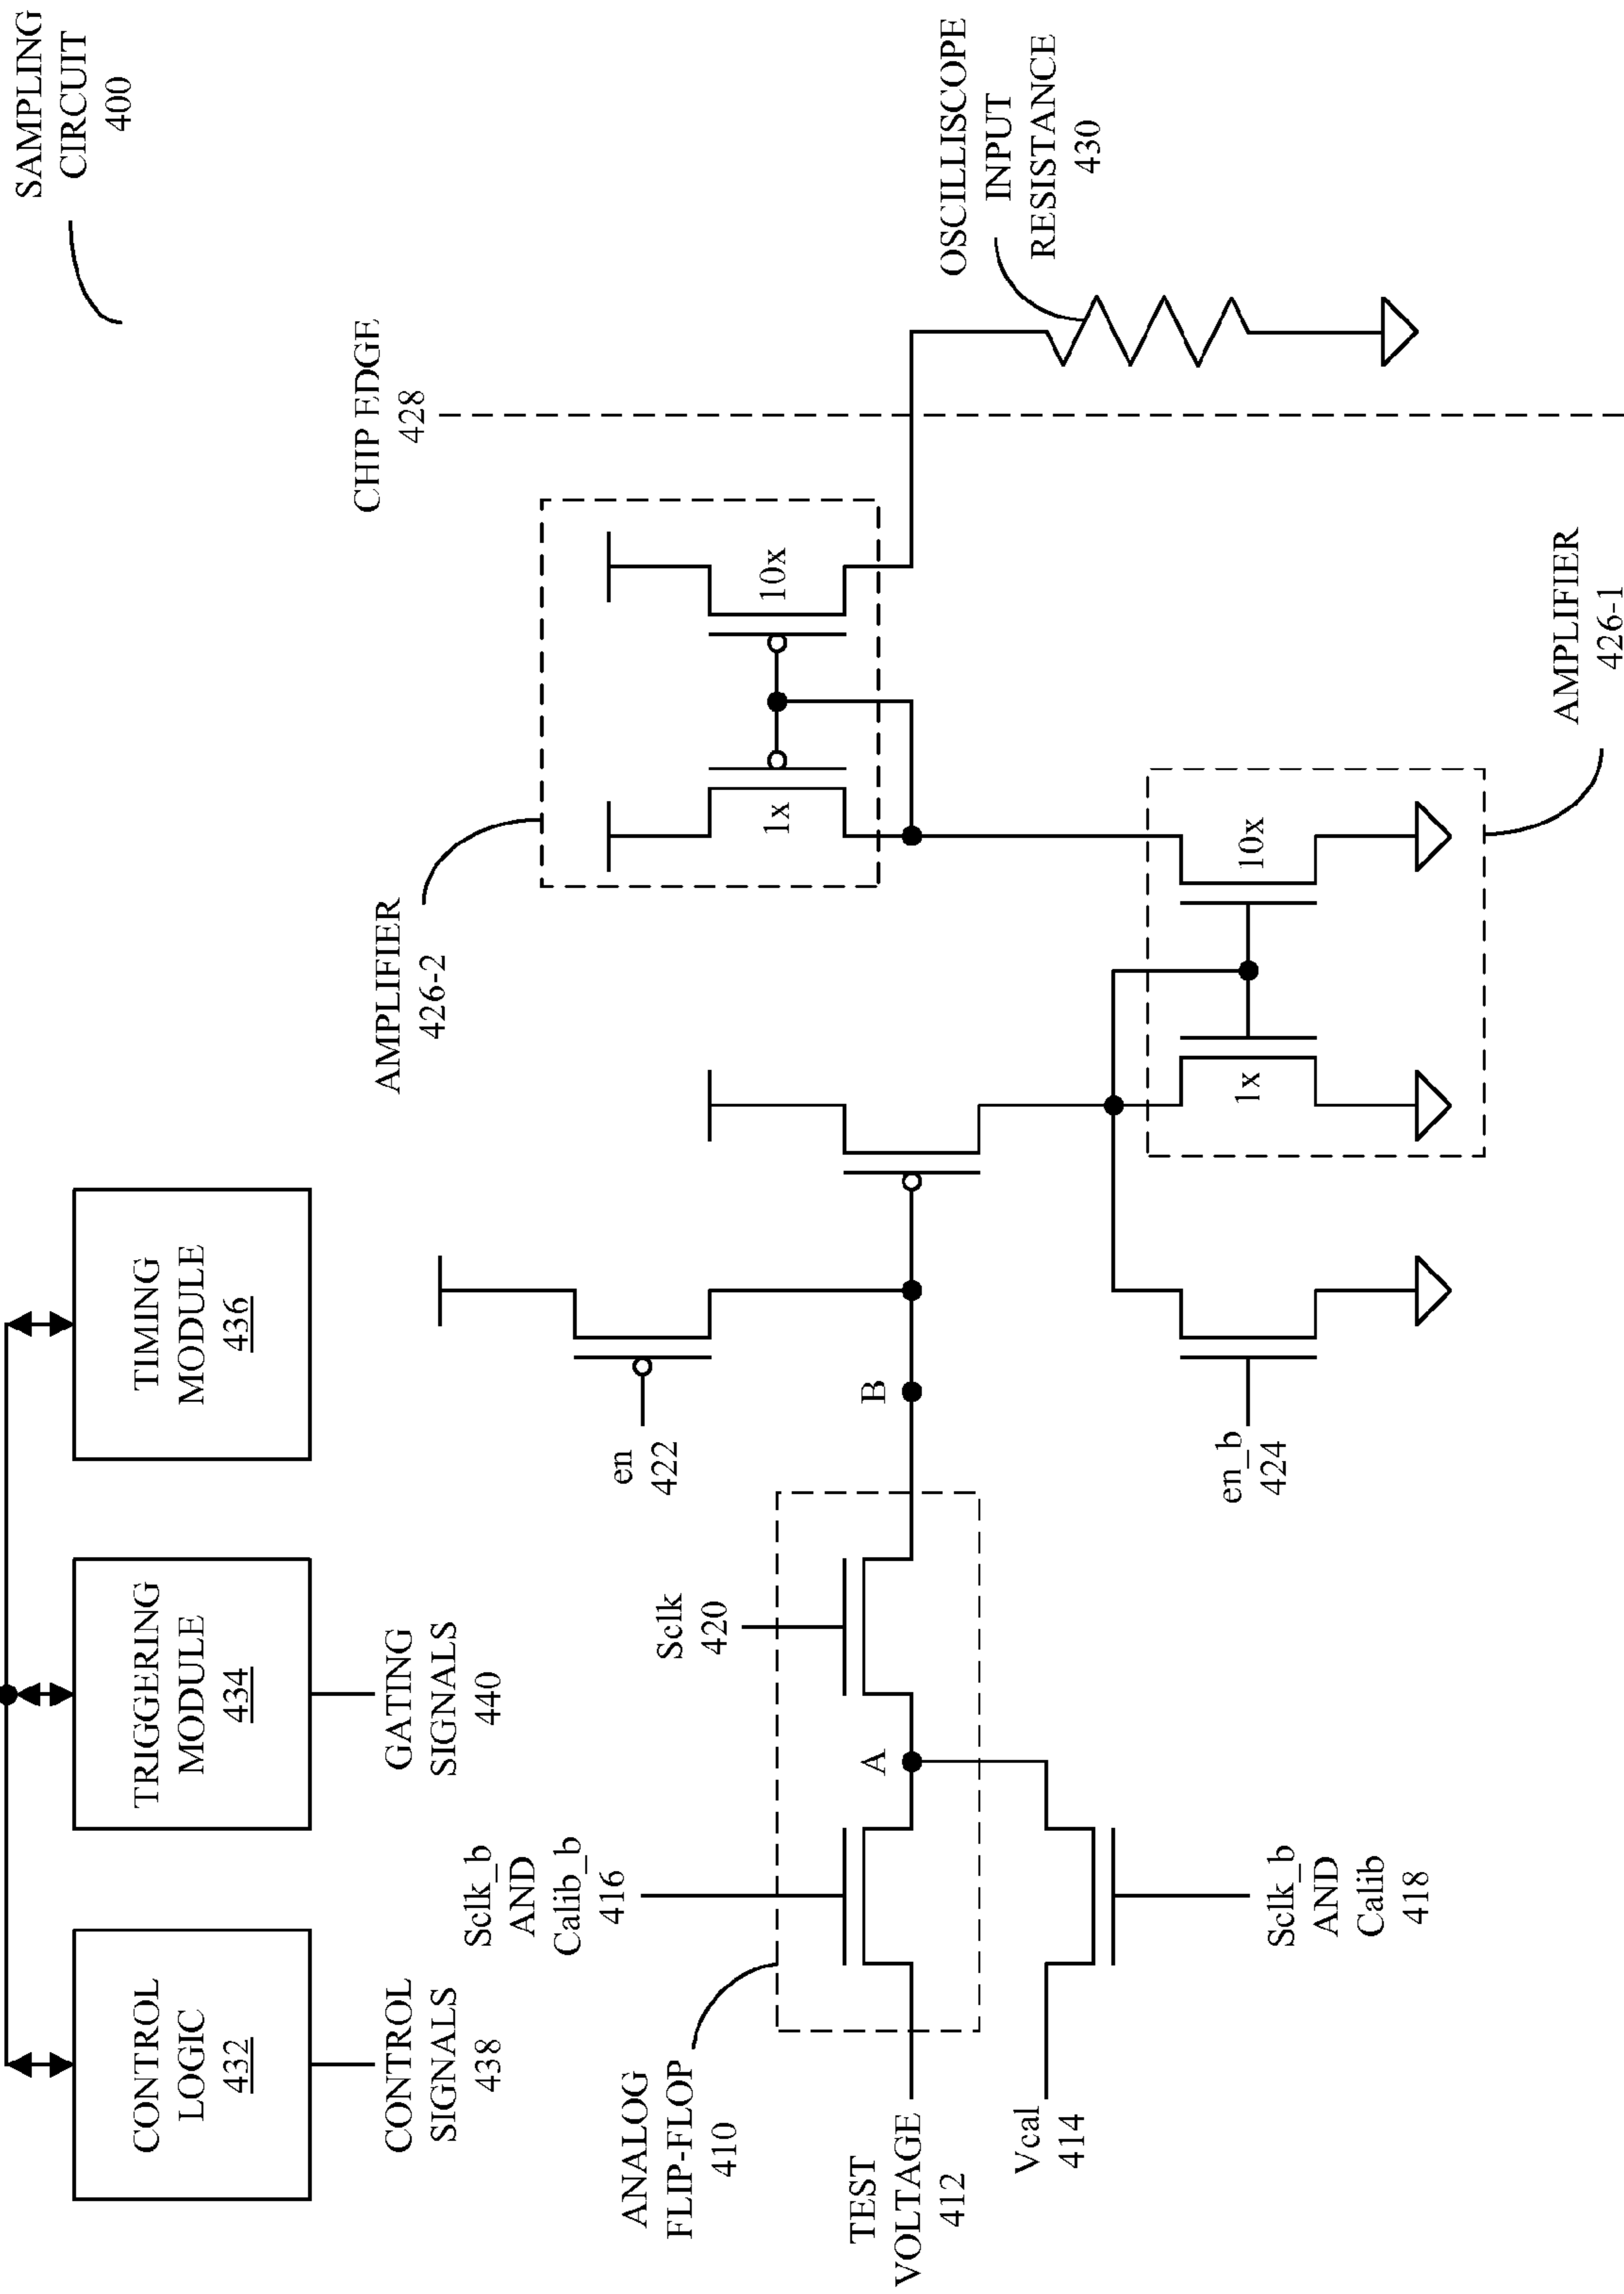 SAMPLING
CIRCUIT
400
CONTROL
LOGIC
432
TRIGGERING
MODULE
434
TIMING
MODULE
436
CONTROL
SIGNALS
438
GATING
SIGNALS
440
CHIP EDGE
428
AMPLIFIER
426-2
1x
10x
ANALOG
FLIP-FLOP
410
Sclk_b
AND
Calib_b
416
Sclk
420
en
422
A
B
TEST
VOLTAGE
412
Vcal
414
Sclk_b
AND
Calib
418
en_b
424
1x
10x
AMPLIFIER
426-1
OSCILLISCOPE
INPUT
RESISTANCE
430